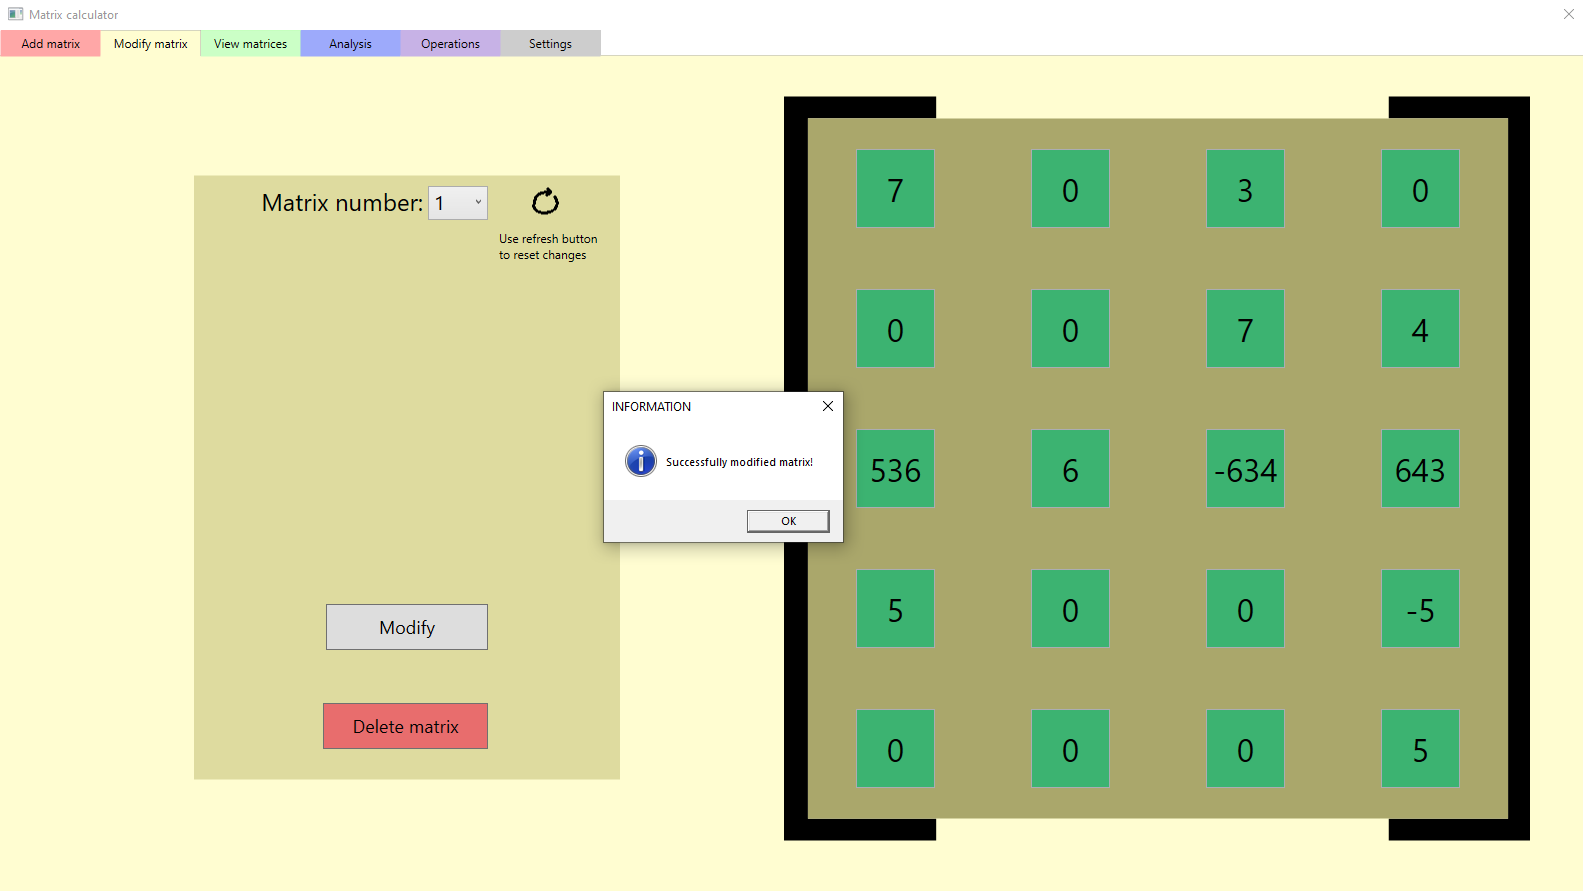 Matrix calculator
Add matrix Modify matrix View matrices Analysis Operations Settings
Matrix number: 1
Use refresh button
to reset changes
Modify
Delete matrix
INFORMATION
Successfully modified matrix!
OK
7 0 3 0
0 0 7 4
536 6 -634 643
5 0 0 -5
0 0 0 5